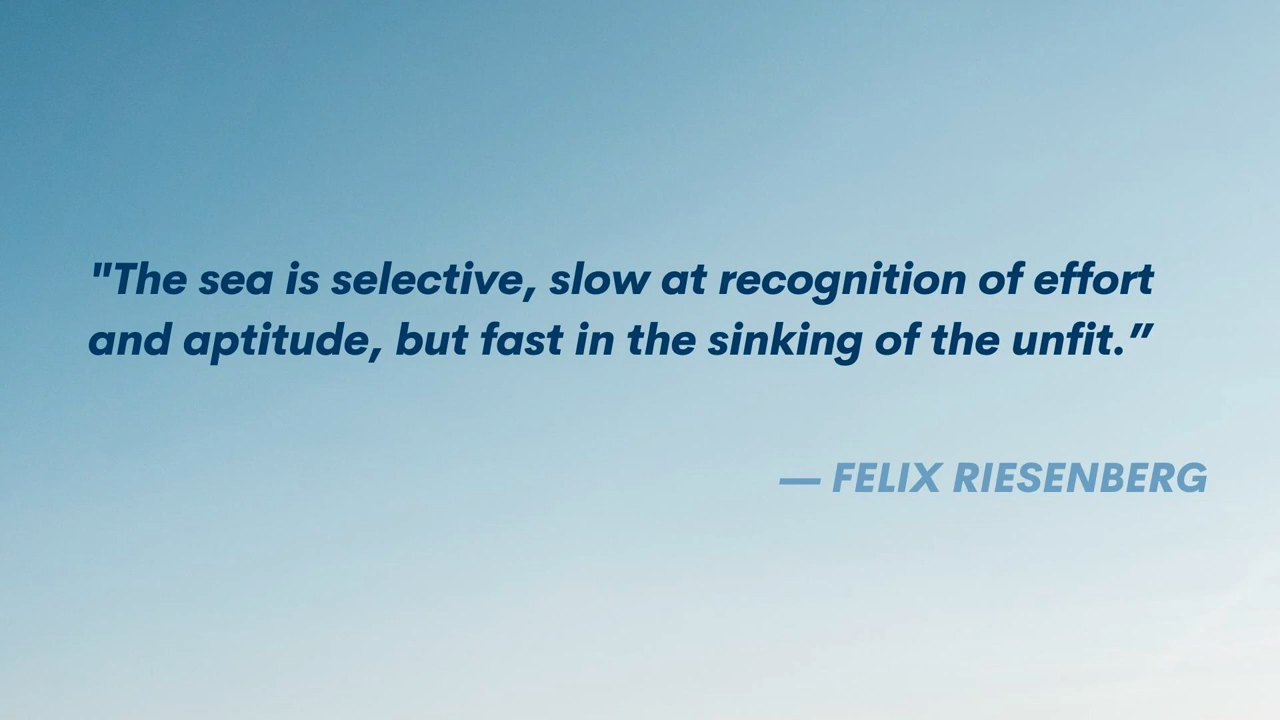 "The sea is selective, slow at recognition of effort
and aptitude, but fast in the sinking of the unfit.”
— FELIX RIESENBERG